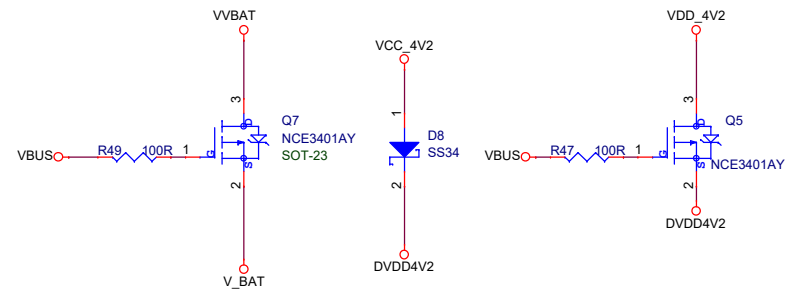 VVBAT
3
D
Q7
NCE3401AY
SOT-23
VBUS
R49
100R
1
G
S
2
V_BAT
VCC_4V2
1
D8
SS34
2
DVDD4V2
VDD_4V2
3
D
Q5
VBUS
R47
100R
1
G
S
NCE3401AY
2
DVDD4V2